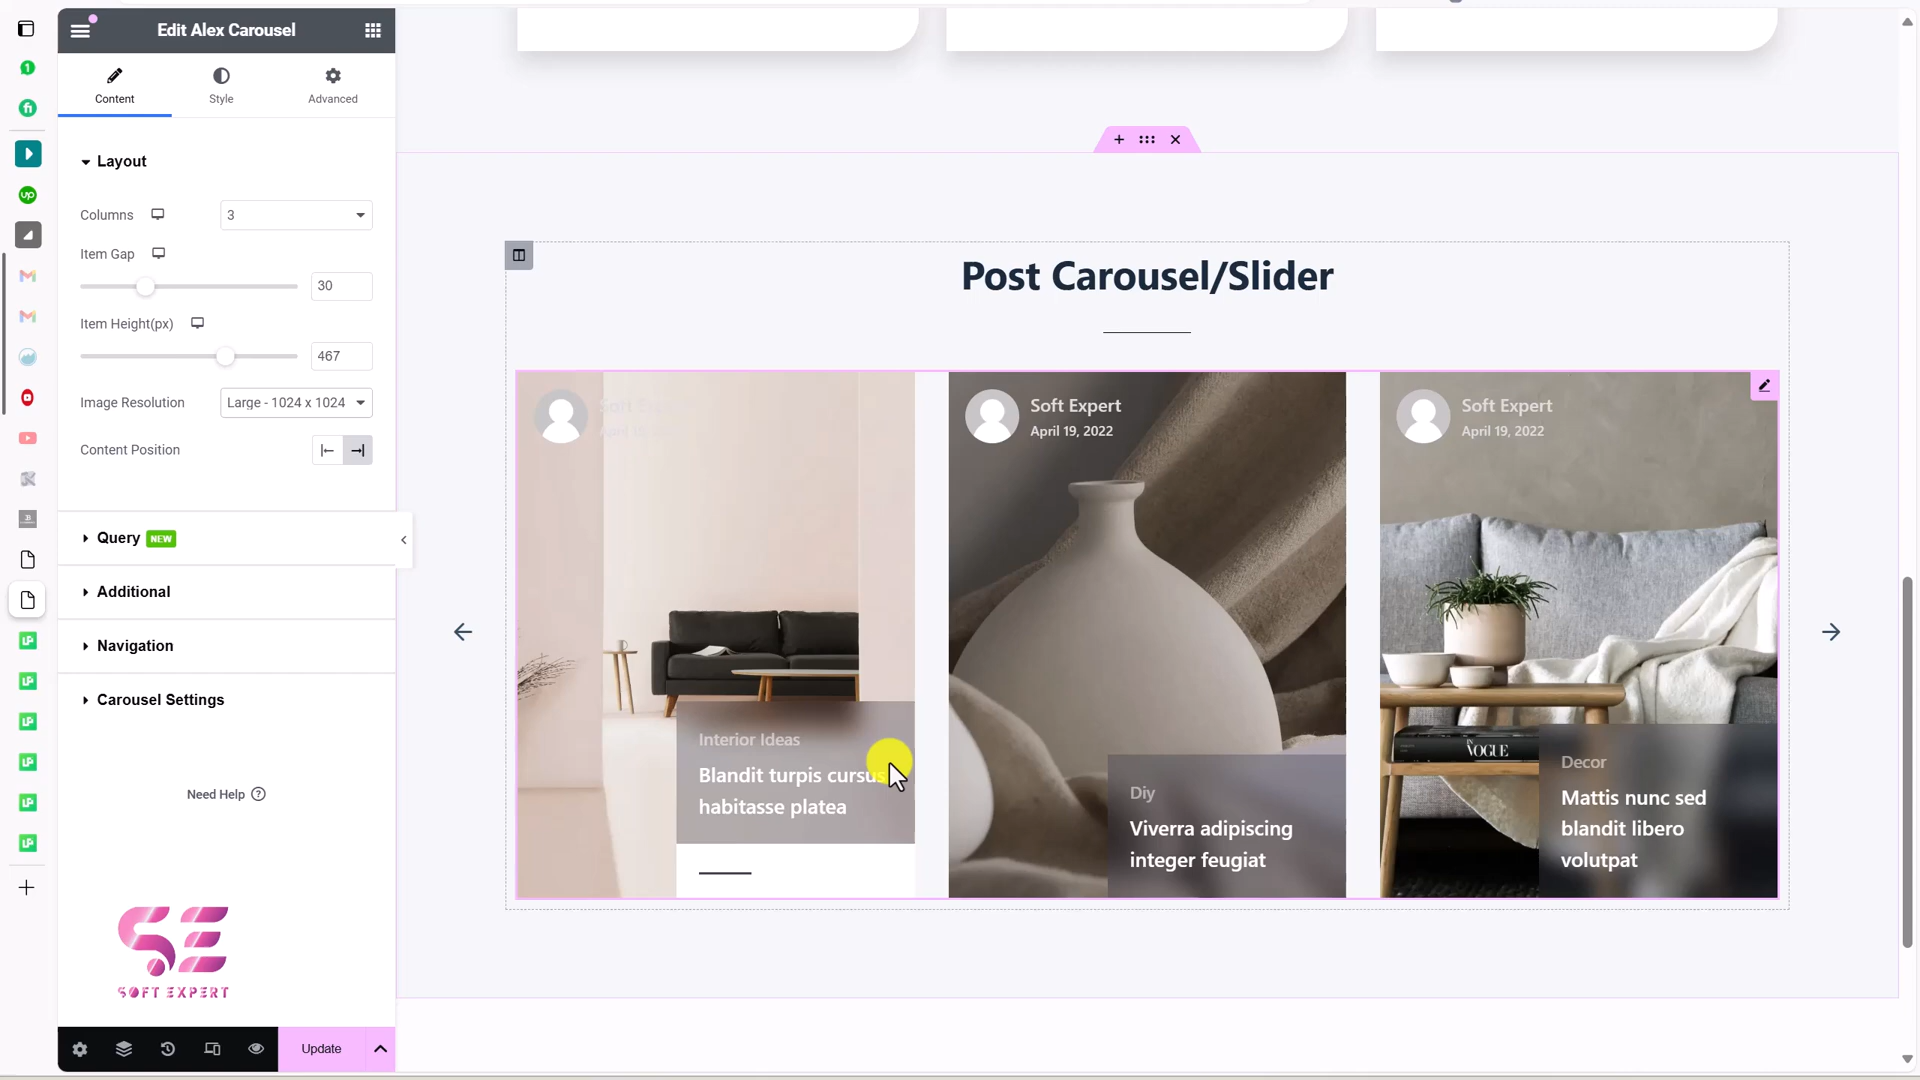 Edit Alex Carousel
Content
Style
Advanced
Layout
Columns
3
Item Gap
30
Item Height(px)
467
Image Resolution
Large - 1024 x 1024
Content Position
Query NEW
Additional
Navigation
Carousel Settings
Need Help
SOFT EXPERT
Update
Post Carousel/Slider
Soft Expert
April 19, 2022
Soft Expert
April 19, 2022
Interior Ideas
Blandit turpis cursus
habitasse platea
Diy
Viverra adipiscing
integer feugiat
VOGUE
Decor
Mattis nunc sed
blandit libero
volutpat